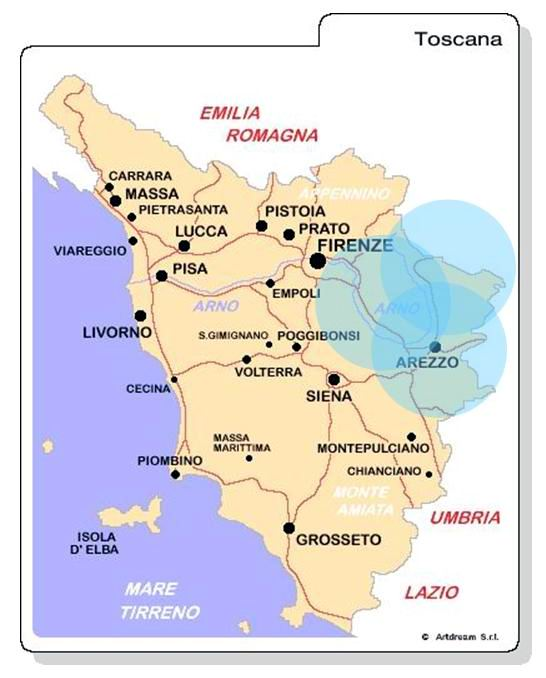 Toscana
EMILIA
ROMAGNA
CARRARA
MASSA
PIETRASANTA
APPENNINO
PISTOIA
PRATO
LUCCA
FIRENZE
VIAREGGIO
PISA
EMPOLI
ARNO
ARNO
LIVORNO
S.GIMIGNANO
POGGIBONSI
AREZZO
VOLTERRA
CECINA
SIENA
MASSA
MARITTIMA
MONTEPULCIANO
PIOMBINO
CHIANCIANO
MONTE
AMIATA
UMBRIA
ISOLA
D' ELBA
GROSSETO
MARE
TIRRENO
LAZIO
© Artdream S.r.l.